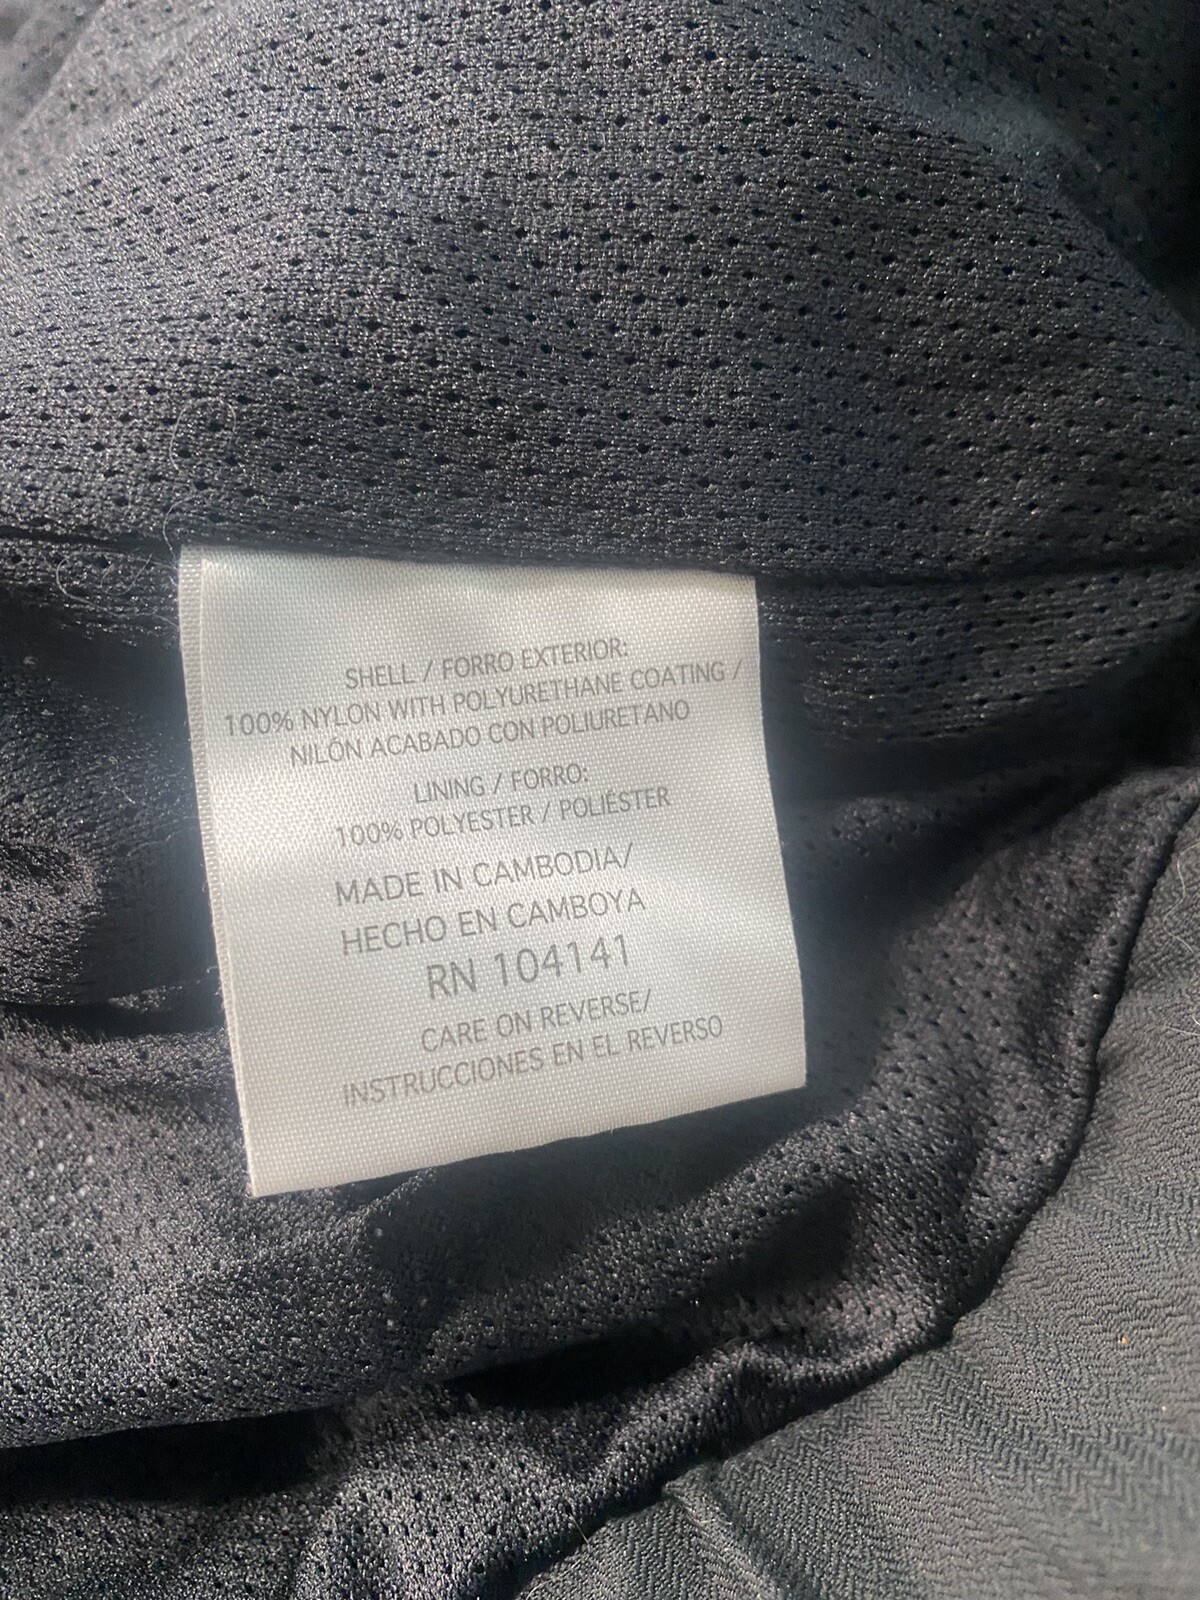 SHELL / FORRO EXTERIOR:
100% NYLON WITH POLYURETHANE COATING /
NILÓN ACABADO CON POLIURETANO
LINING / FORRO:
100% POLYESTER / POLIÉSTER
MADE IN CAMBODIA/
HECHO EN CAMBOYA
RN 104141
CARE ON REVERSE/
INSTRUCCIONES EN EL REVERSO